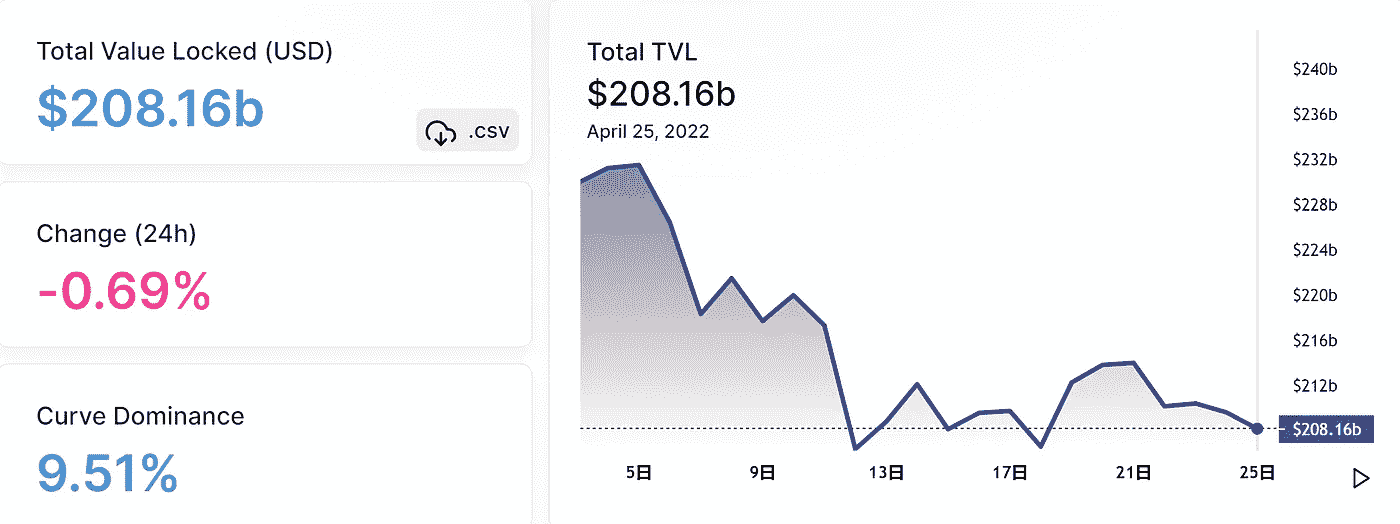 Total Value Locked (USD)
$208.16b
.csv
Change (24h)
-0.69%
Curve Dominance
9.51%
Total TVL
$208.16b
April 25, 2022
$240b
$236b
$232b
$228b
$224b
$220b
$216b
$212b
$208.16b
5日 9日 13日 17日 21日 25日